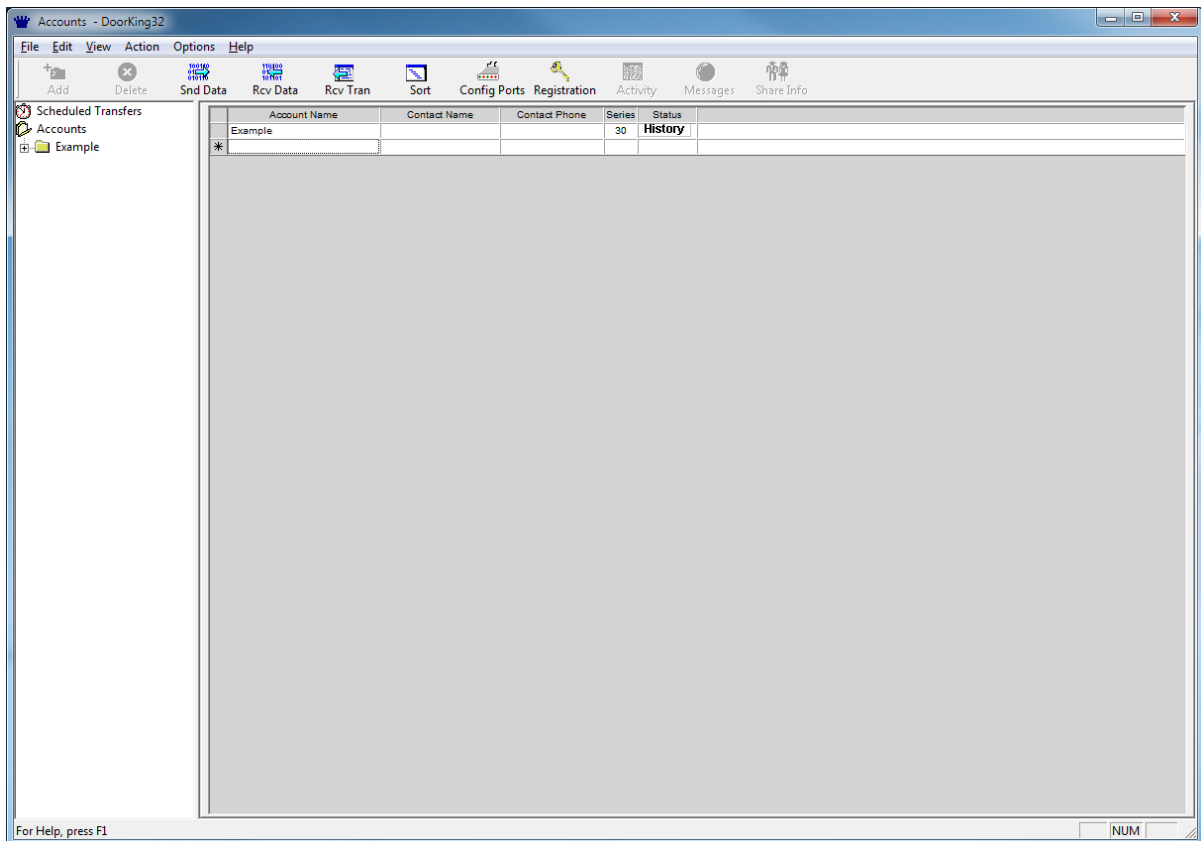 Accounts - DoorKing32
File Edit View Action Options Help
Add Delete Snd Data Rcv Data Rcv Tran Sort Config Ports Registration Activity Messages Share Info
Scheduled Transfers
Accounts
Example
Account Name Contact Name Contact Phone Series Status
Example 30 History
For Help, press F1
NUM